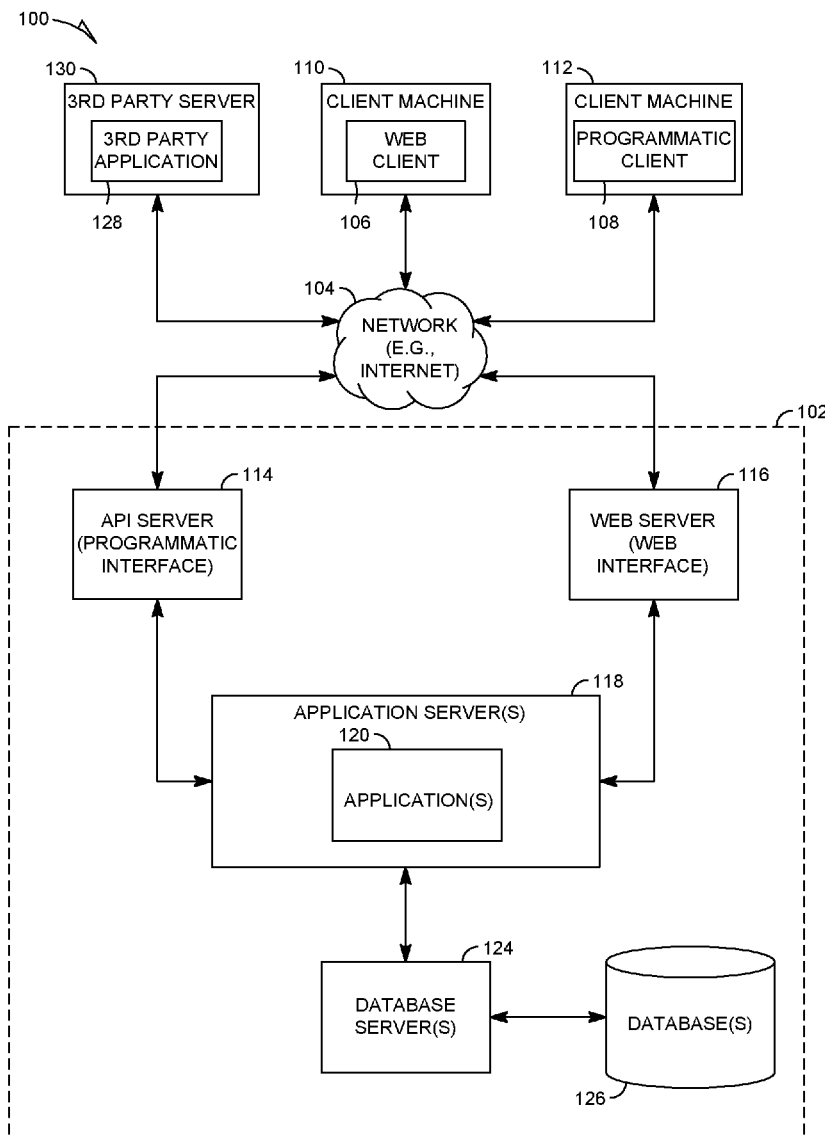 100
130
110
112
3RD PARTY SERVER
3RD PARTY
APPLICATION
128
CLIENT MACHINE
WEB
CLIENT
106
CLIENT MACHINE
PROGRAMMATIC
CLIENT
108
104
NETWORK
(E.G.,
INTERNET)
102
114
API SERVER
(PROGRAMMATIC
INTERFACE)
116
WEB SERVER
(WEB
INTERFACE)
118
APPLICATION SERVER(S)
120
APPLICATION(S)
124
DATABASE
SERVER(S)
DATABASE(S)
126